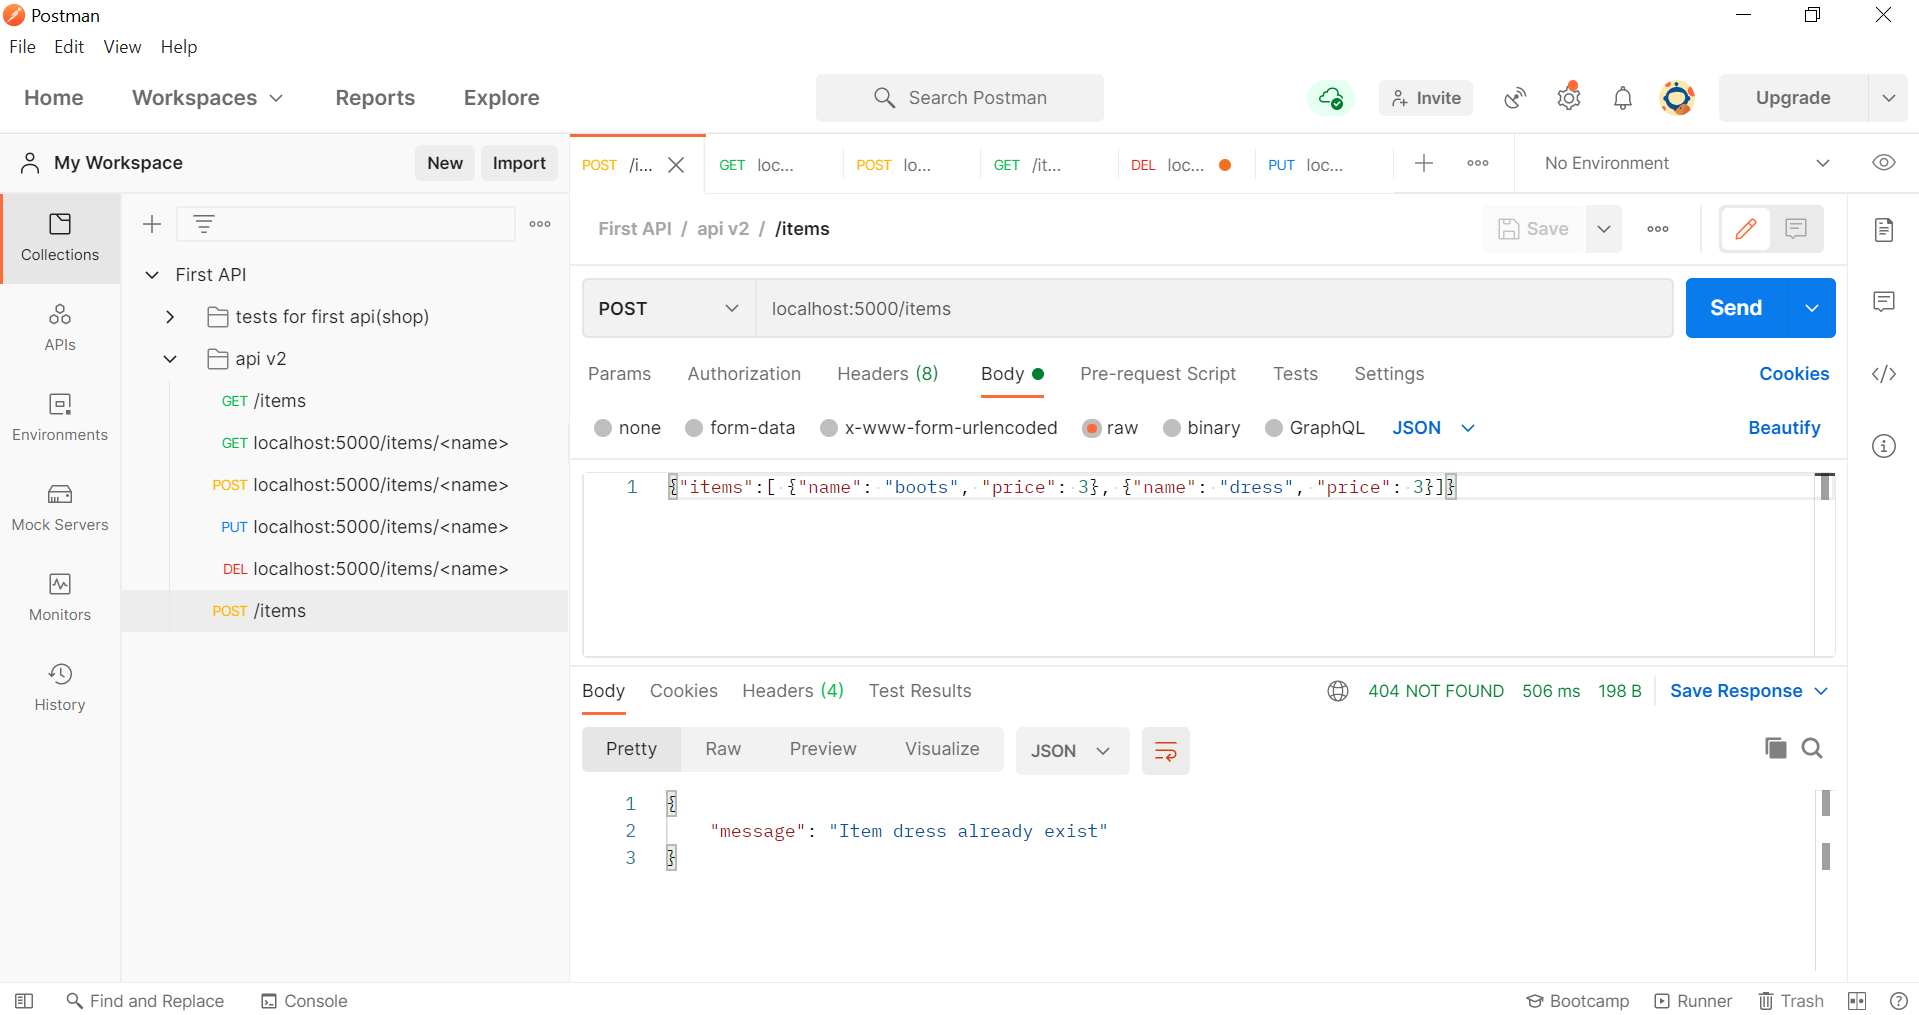 Postman
File Edit View Help
Home Workspaces Reports Explore Search Postman Invite Upgrade
My Workspace New Import POST /i... GET loc... POST lo... GET /it... DEL loc... PUT loc... No Environment
First API / api v2 / /items Save
Collections
First API
tests for first api(shop)
POST localhost:5000/items Send
APIs
api v2
Params Authorization Headers (8) Body Pre-request Script Tests Settings Cookies
GET /items
Environments
GET localhost:5000/items/<name>
none form-data x-www-form-urlencoded raw binary GraphQL JSON Beautify
POST localhost:5000/items/<name>
1 {"items":[ {"name": "boots", "price": 3}, {"name": "dress", "price": 3}]}
Mock Servers
PUT localhost:5000/items/<name>
DEL localhost:5000/items/<name>
Monitors
POST /items
History
Body Cookies Headers (4) Test Results 404 NOT FOUND 506 ms 198 B Save Response
Pretty Raw Preview Visualize JSON
1 {
2 "message": "Item dress already exist"
3 }
Find and Replace Console Bootcamp Runner Trash